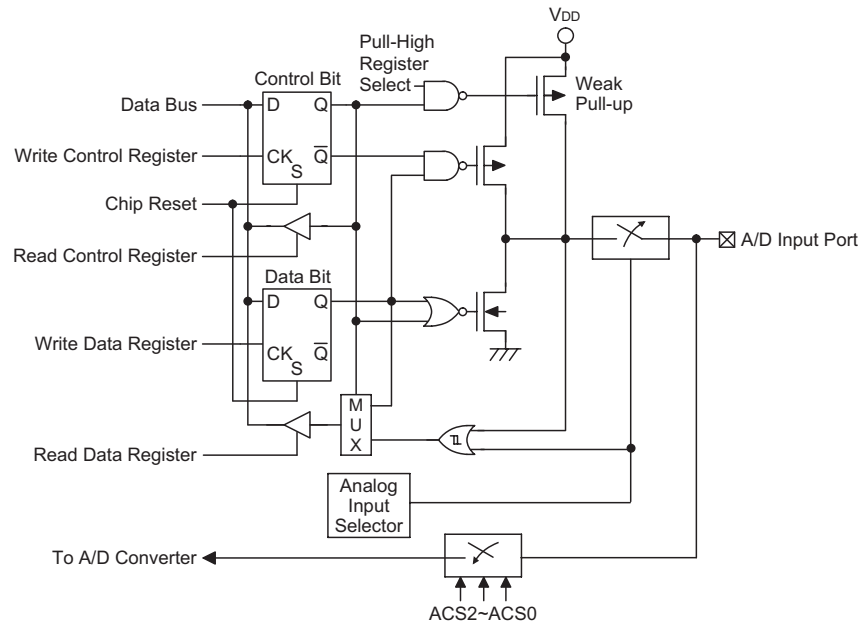 VDD
Pull-High
Register
Select
Weak
Pull-up
Control Bit
Data Bus
D
Q
Write Control Register
CK
Q̅
S
Chip Reset
Read Control Register
Data Bit
D
Q
Write Data Register
CK
Q̅
S
A/D Input Port
M
U
X
Read Data Register
Analog
Input
Selector
To A/D Converter
ACS2~ACS0